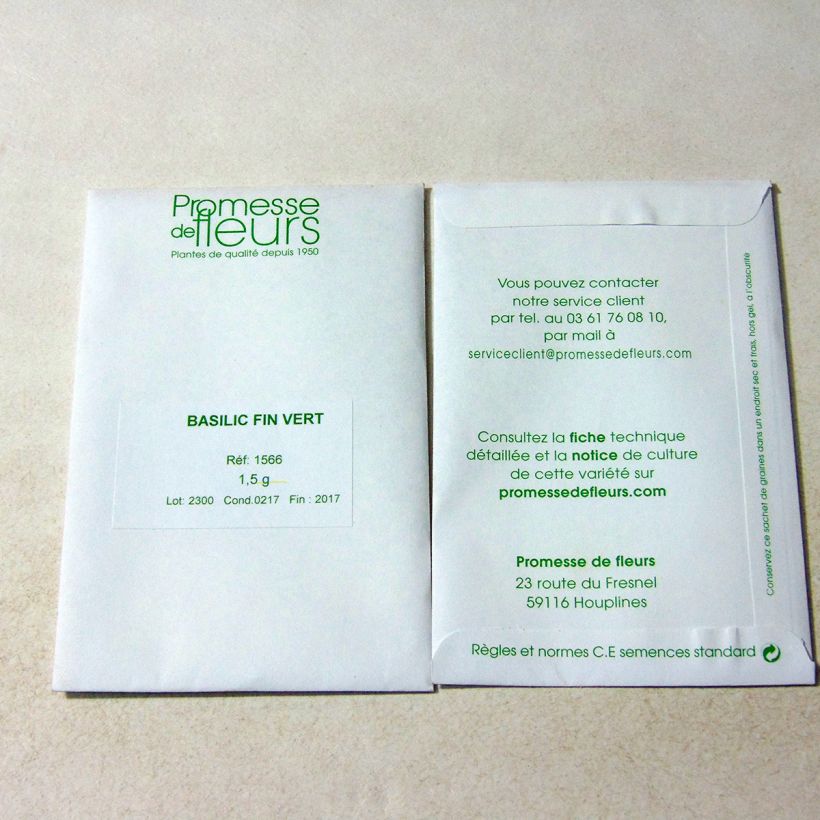 Promesse
de fleurs
Plantes de qualité depuis 1950
BASILIC FIN VERT
Réf: 1566
1,5 g
Lot: 2300 Cond.0217 Fin : 2017
Vous pouvez contacter
notre service client
par tel. au 03 61 76 08 10,
par mail à
serviceclient@promessedefleurs.com
Consultez la fiche technique
détaillée et la notice de culture
de cette variété sur
promessedefleurs.com
Promesse de fleurs
23 route du Fresnel
59116 Houplines
Règles et normes C.E semences standard
Conservez ce sachet de graines dans un endroit sec et frais, hors gel, à l'obscurité